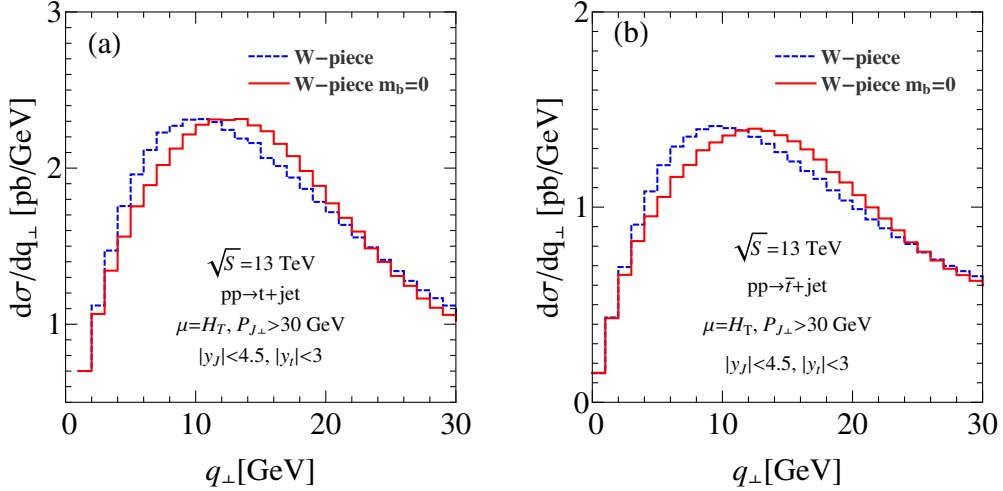 (a)
W-piece
W-piece m_b=0
√S=13 TeV
pp→t+jet
μ=H_T, P_J⊥>30 GeV
|y_J|<4.5, |y_t|<3
dσ/dq⊥ [pb/GeV]
3
2
1
0 10 20 30
q⊥[GeV]
(b)
W-piece
W-piece m_b=0
√S=13 TeV
pp→t̄+jet
μ=H_T, P_J⊥>30 GeV
|y_J|<4.5, |y_t|<3
dσ/dq⊥ [pb/GeV]
2
1
0
0 10 20 30
q⊥[GeV]